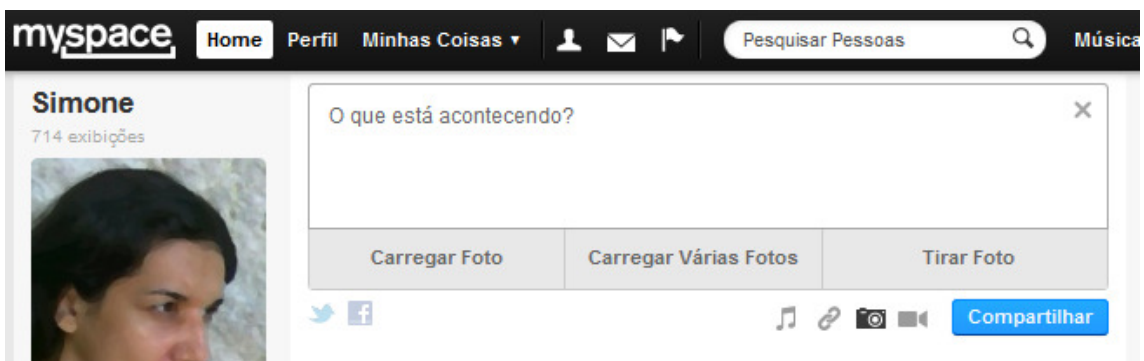 myspace Home Perfil Minhas Coisas Pesquisar Pessoas Música
Simone
714 exibições
O que está acontecendo?
Carregar Foto Carregar Várias Fotos Tirar Foto
Compartilhar